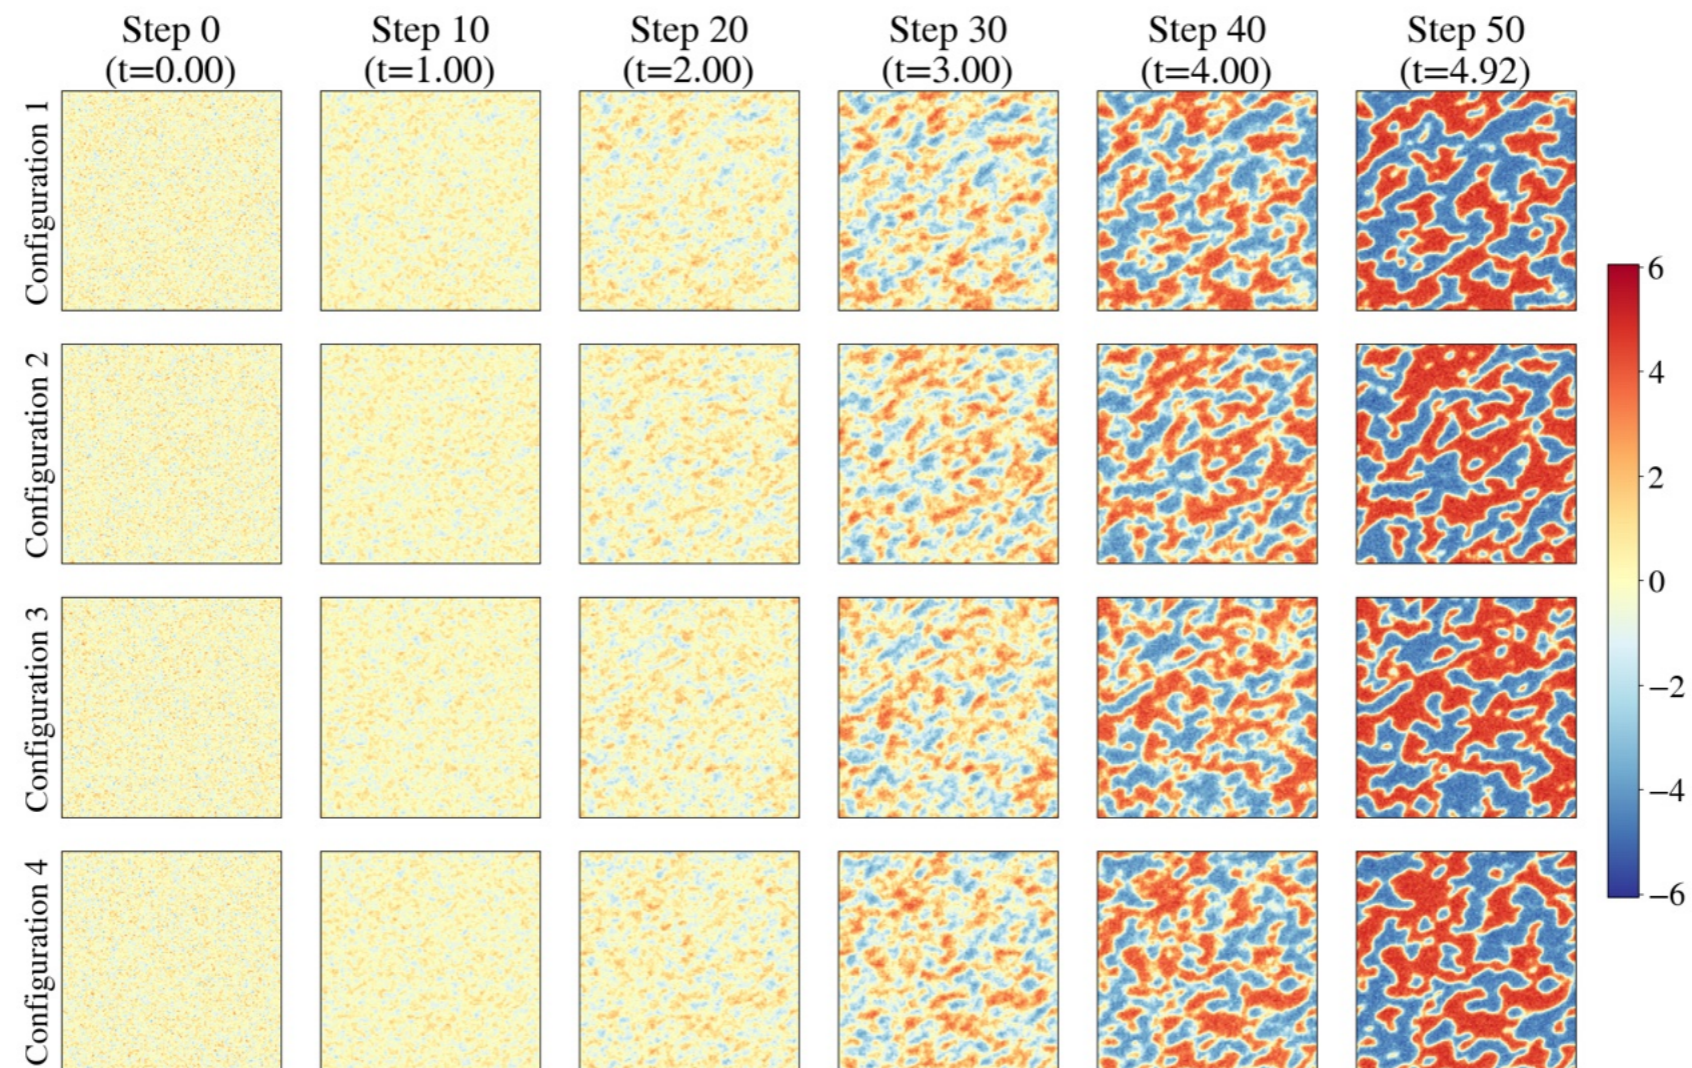 Step 0 Step 10 Step 20 Step 30 Step 40 Step 50
(t=0.00) (t=1.00) (t=2.00) (t=3.00) (t=4.00) (t=4.92)
Configuration 1
Configuration 2
Configuration 3
Configuration 4
6
4
2
0
−2
−4
−6